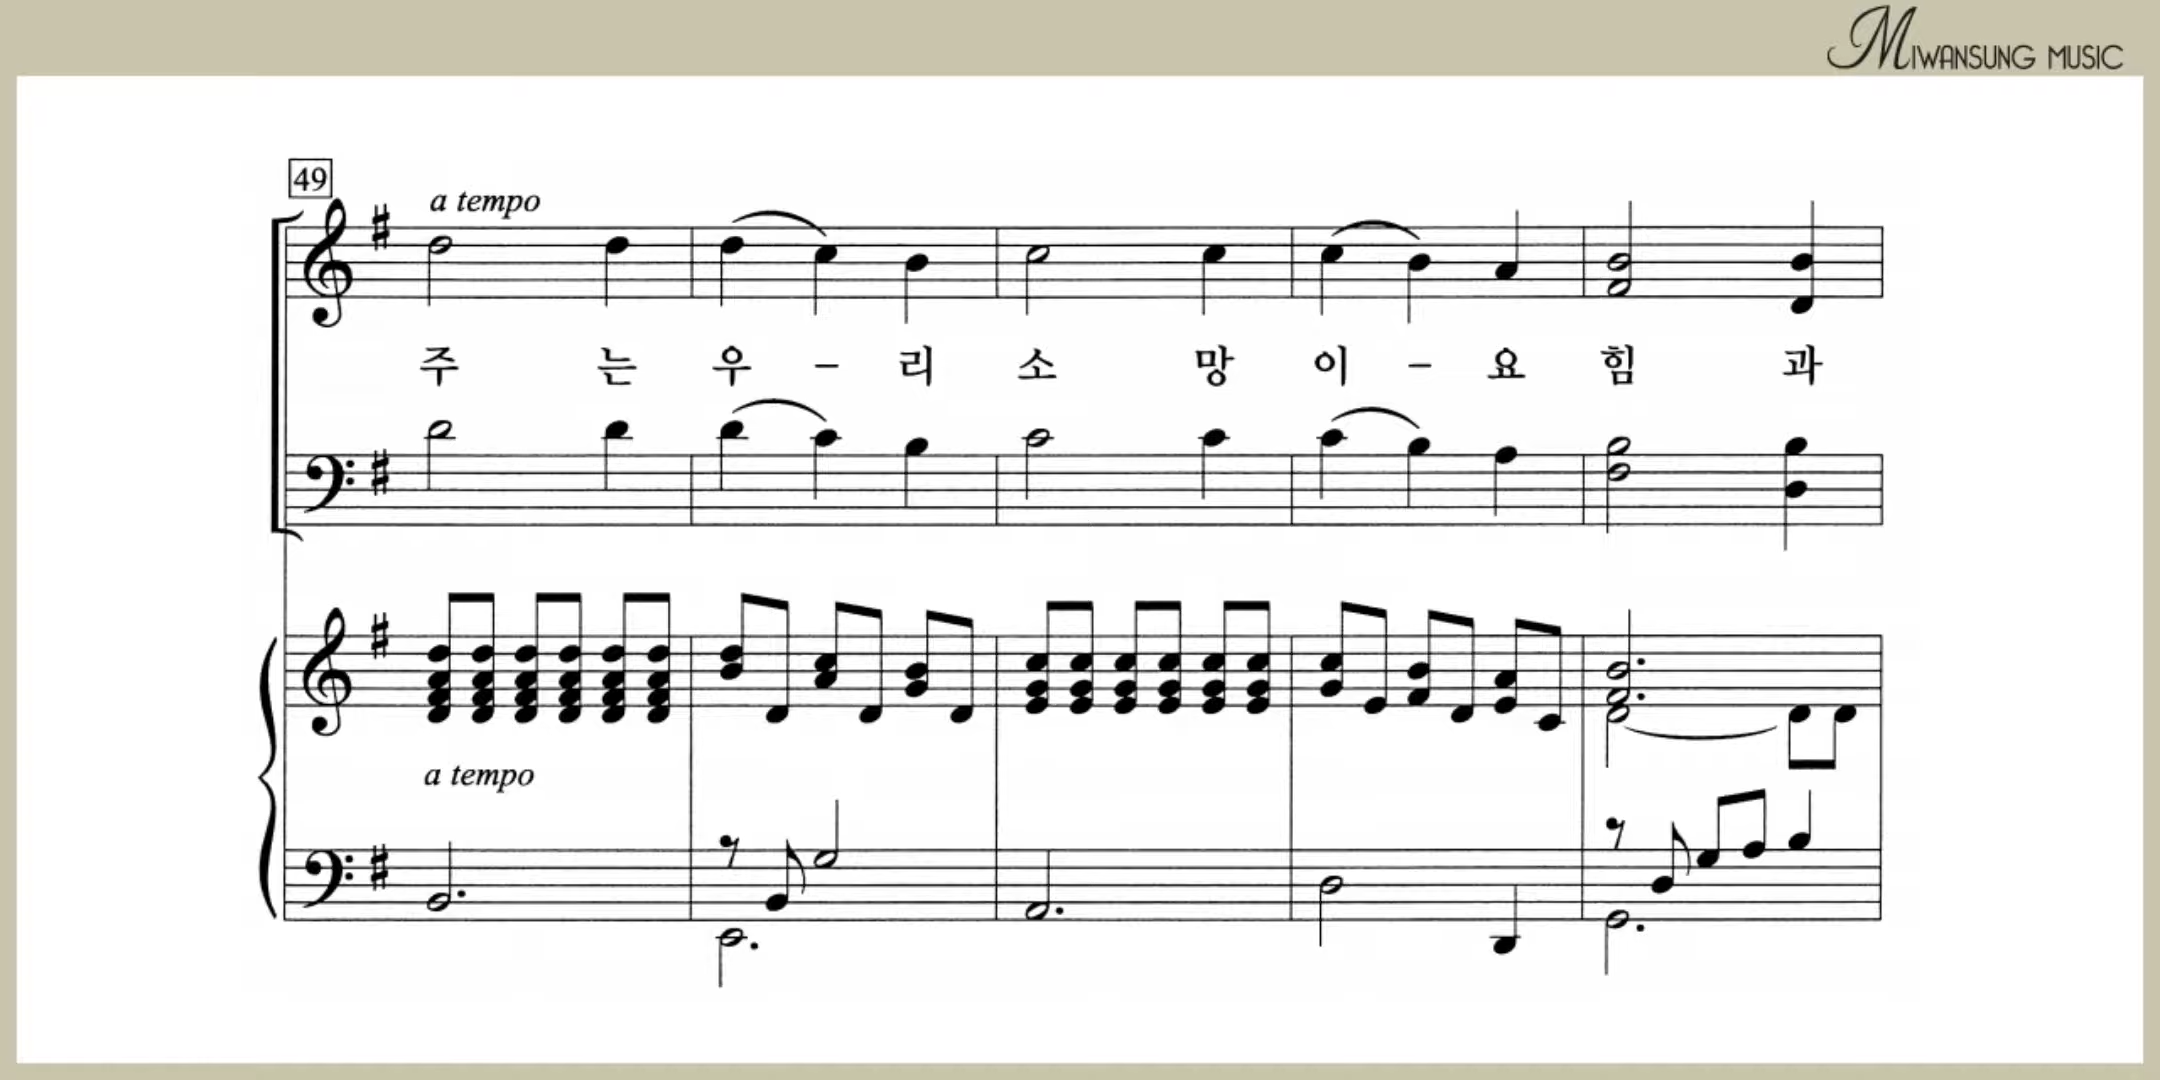 MIWANSUNG MUSIC
49
a tempo
주 는 우 – 리 소 망 이 – 요 힘 과
a tempo